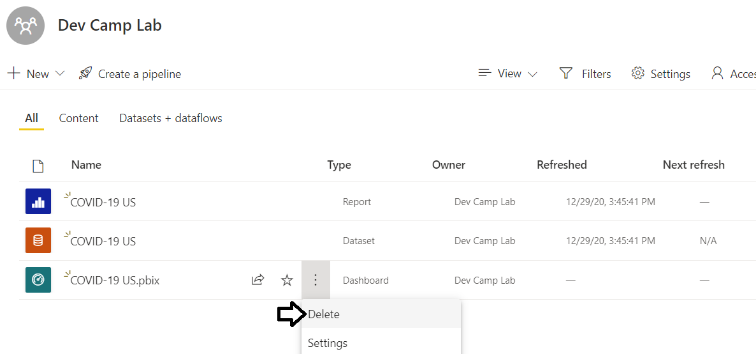 Dev Camp Lab
New Create a pipeline View Filters Settings Acces
All Content Datasets + dataflows
Name Type Owner Refreshed Next refresh
COVID-19 US Report Dev Camp Lab 12/29/20, 3:45:41 PM —
COVID-19 US Dataset Dev Camp Lab 12/29/20, 3:45:41 PM N/A
COVID-19 US.pbix Dashboard Dev Camp Lab — —
Delete
Settings